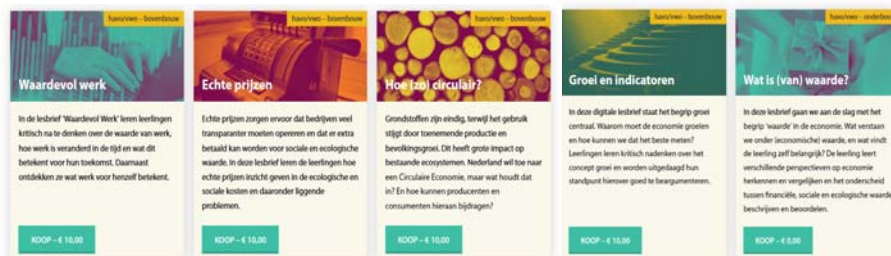 havo/vwo - bovenbouw
Waardevol werk
In de lesbrief 'Waardevol Werk' leren leerlingen
kritisch na te denken over de waarde van werk,
hoe werk is veranderd in de tijd en wat dit
betekent voor hun toekomst. Daarnaast
ontdekken ze wat werk voor henzelf betekent.
KOOP - € 10,00
havo/vwo - bovenbouw
Echte prijzen
Echte prijzen zorgen ervoor dat bedrijven veel
transparanter moeten opereren en dat er extra
betaald kan worden voor sociale en ecologische
waarde. In deze lesbrief leren de leerlingen hoe
echte prijzen inzicht geven in de ecologische en
sociale kosten en daaronder liggende
problemen.
KOOP - € 10,00
havo/vwo - bovenbouw
Hoe (zo) circulair?
Grondstoffen zijn eindig, terwijl het gebruik
stijgt door toenemende productie en
bevolkingsgroei. Dit heeft grote impact op
bestaande ecosystemen. Nederland wil toe naar
een Circulaire Economie, maar wat houdt dat
in? En hoe kunnen producenten en
consumenten hieraan bijdragen?
KOOP - € 10,00
havo/vwo - bovenbouw
Groei en indicatoren
In deze digitale lesbrief staat het begrip groei
centraal. Waarom moet de economie groeien
en hoe kunnen we dat het beste meten?
Leerlingen leren kritisch nadenken over het
concept groei en worden uitgedaagd hun
standpunt hierover goed te beargumenteren.
KOOP - € 10,00
havo/vwo - onderbouw
Wat is (van) waarde?
In deze lesbrief gaan we aan de slag met het
begrip 'waarde' in de economie. Wat verstaan
we onder (economische) waarde, en wat vindt
de leerling zelf belangrijk? De leerling leert
verschillende perspectieven op economie
herkennen en vergelijken en het onderscheid
tussen financiële, sociale en ecologische waarde
beschrijven en beoordelen.
KOOP - € 0,00